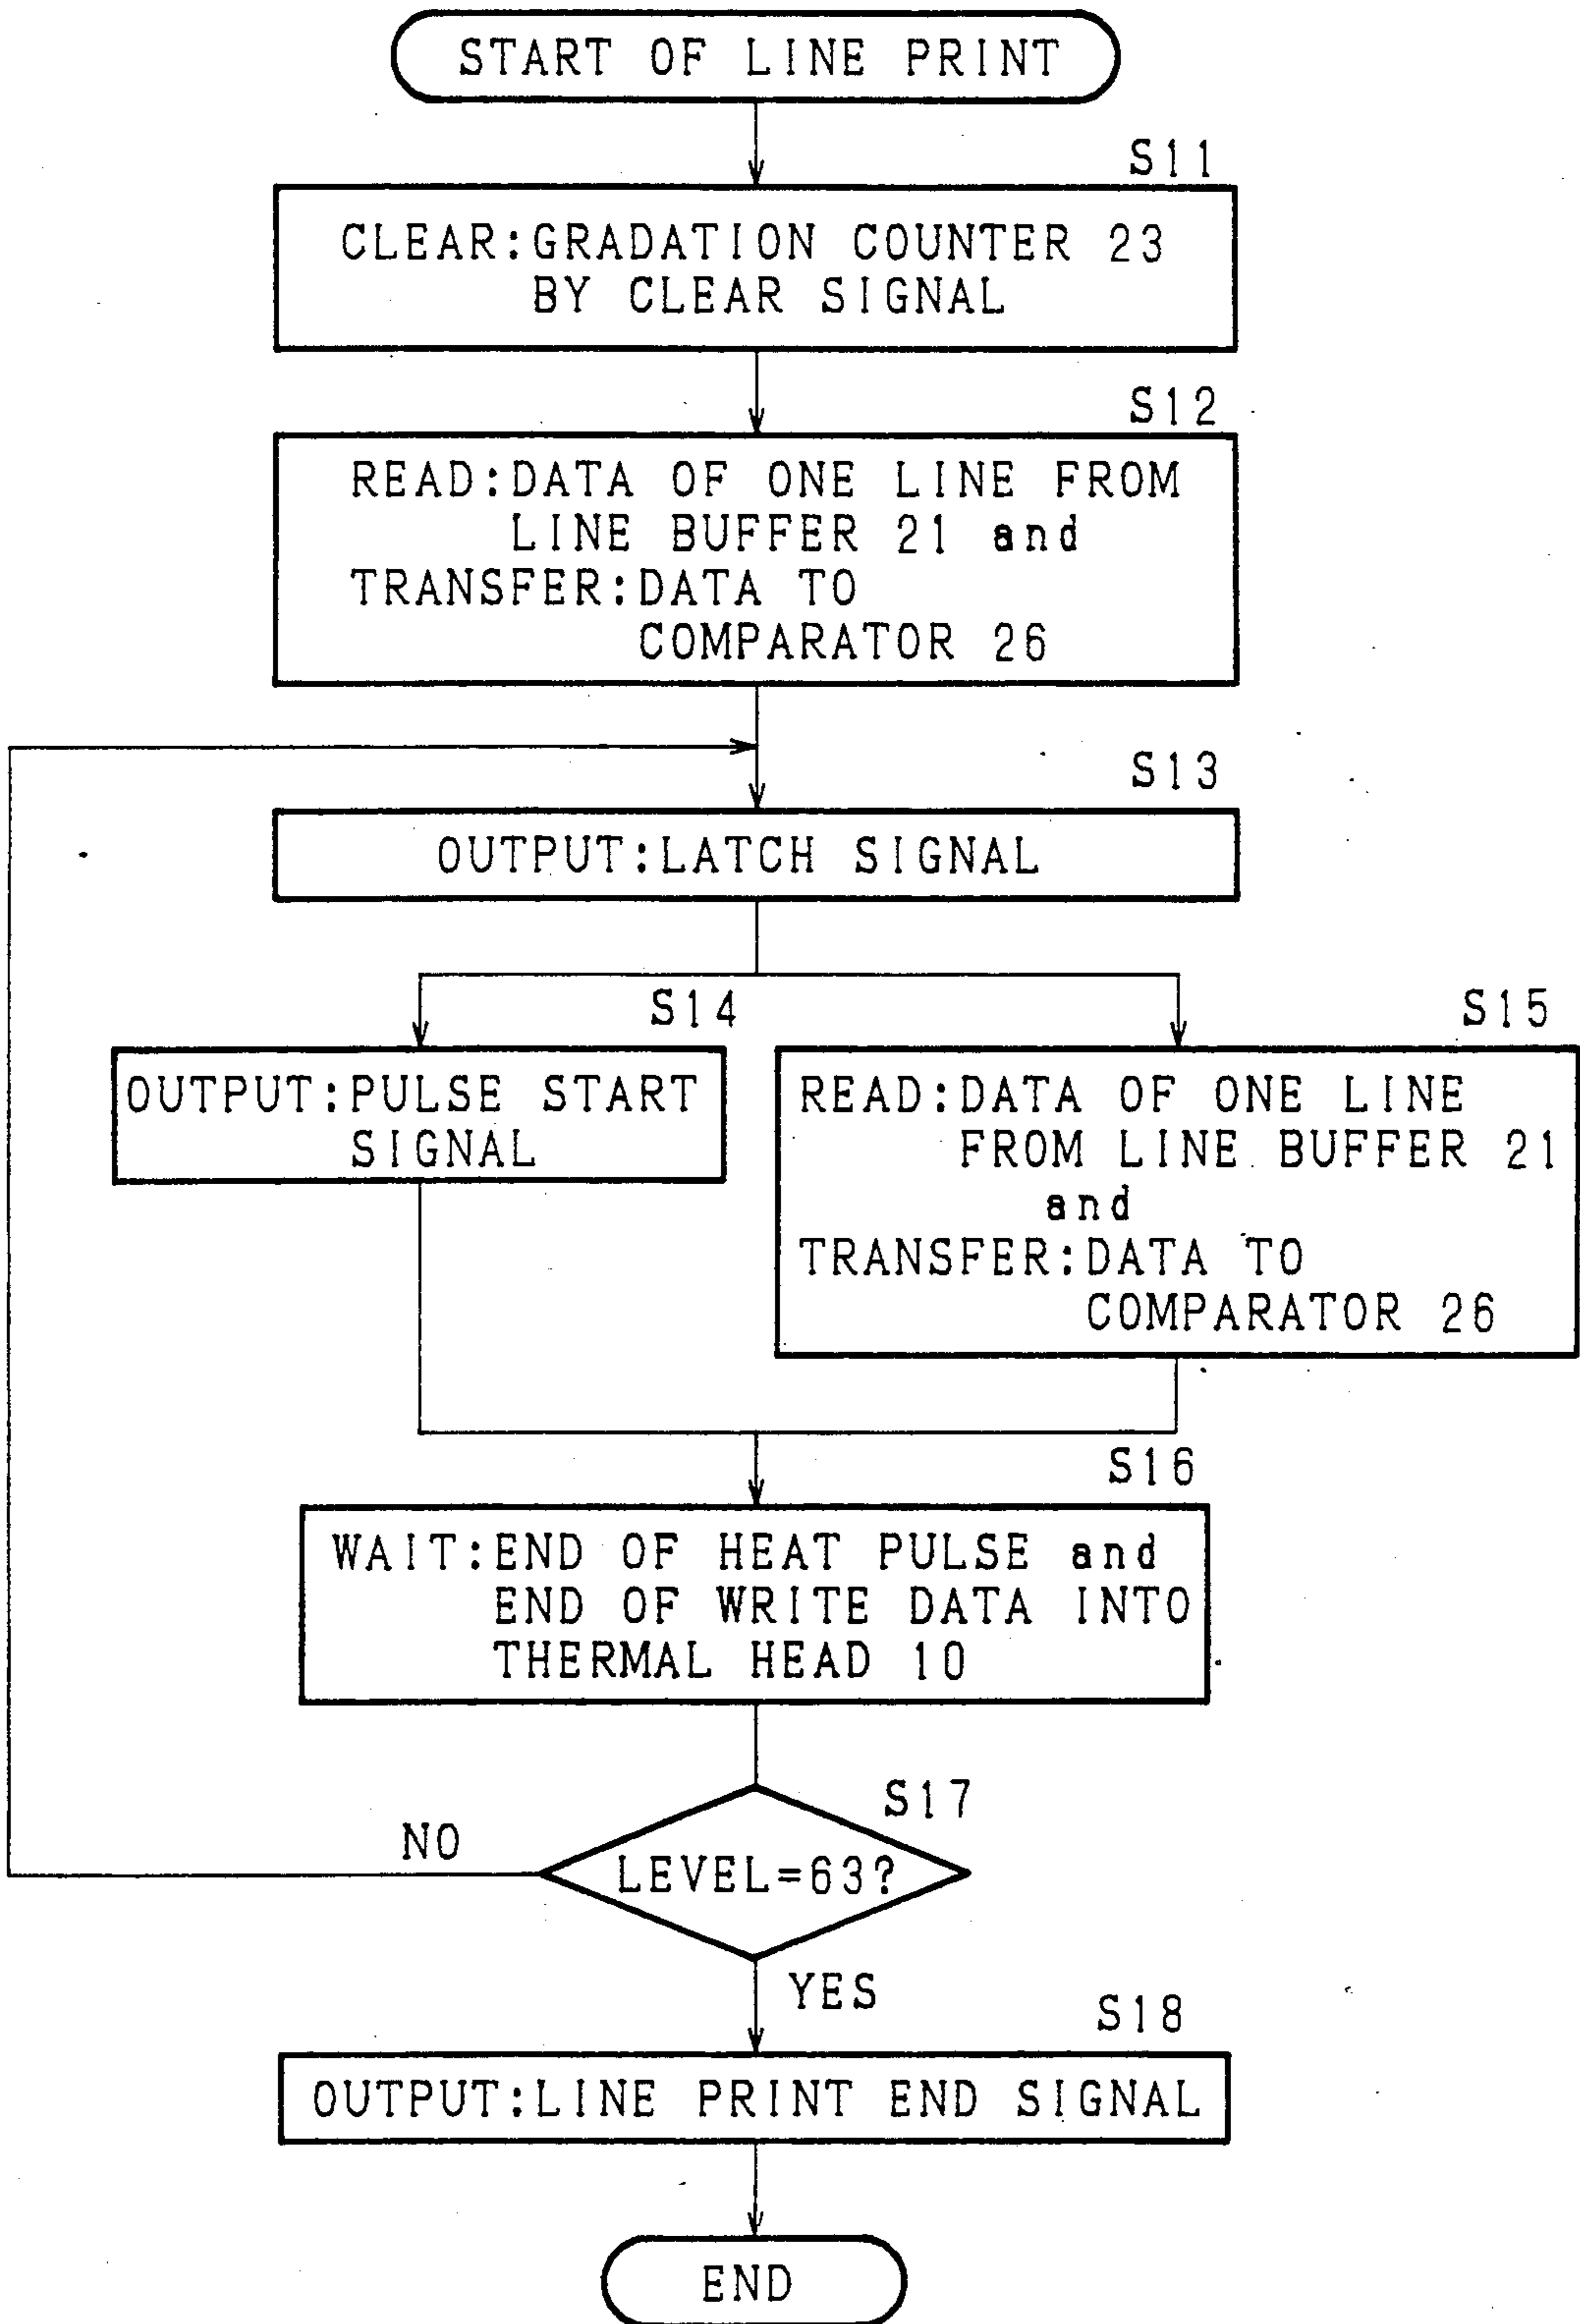 START OF LINE PRINT
S11
CLEAR:GRADATION COUNTER 23
BY CLEAR SIGNAL
S12
READ:DATA OF ONE LINE FROM
LINE BUFFER 21 and
TRANSFER:DATA TO
COMPARATOR 26
S13
OUTPUT:LATCH SIGNAL
S14
OUTPUT:PULSE START
SIGNAL
S15
READ:DATA OF ONE LINE
FROM LINE BUFFER 21
and
TRANSFER:DATA TO
COMPARATOR 26
S16
WAIT:END OF HEAT PULSE and
END OF WRITE DATA INTO
THERMAL HEAD 10
S17
LEVEL=63?
NO
YES
S18
OUTPUT:LINE PRINT END SIGNAL
END